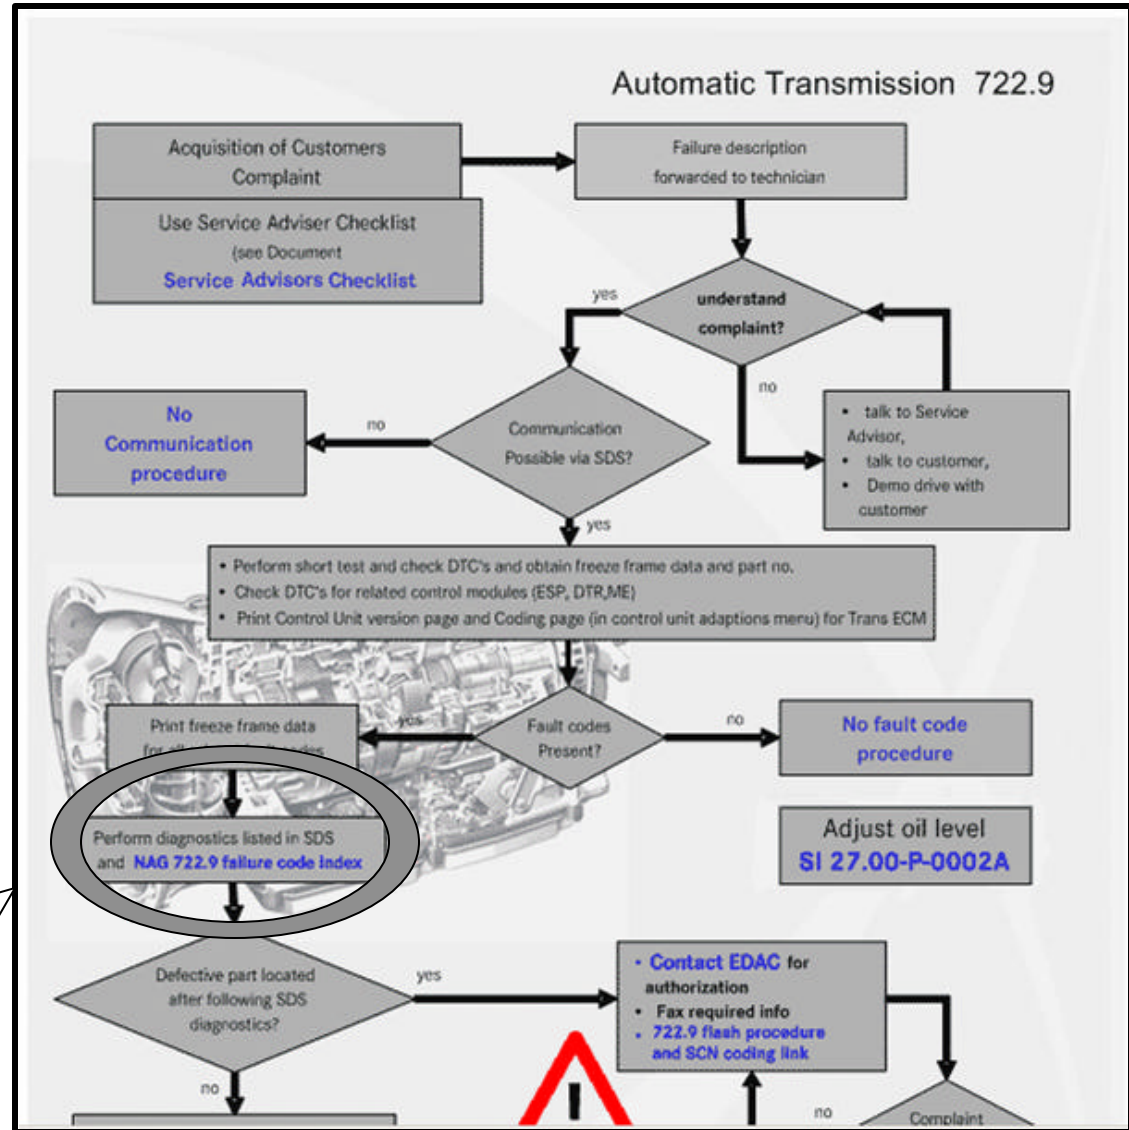 Automatic Transmission 722.9
Acquisition of Customers
Complaint
Failure description
forwarded to technician
Use Service Adviser Checklist
(see Document
Service Advisors Checklist
yes
understand
complaint?
no
• talk to Service
Advisor,
• talk to customer,
• Demo drive with
customer
No
Communication
procedure
no
Communication
Possible via SDS?
yes
• Perform short test and check DTC's and obtain freeze frame data and part no.
• Check DTC's for related control modules (ESP, DTR,ME)
• Print Control Unit version page and Coding page (in control unit adaptions menu) for Trans ECM
Print freeze frame data
yes
Fault codes
Present?
no
No fault code
procedure
Perform diagnostics listed in SDS
and NAG 722.9 failure code index
Adjust oil level
SI 27.00-P-0002A
Defective part located
after following SDS
diagnostics?
yes
• Contact EDAC for
authorization
• Fax required info
• 722.9 flash procedure
and SCN coding link
no
no
Complaint